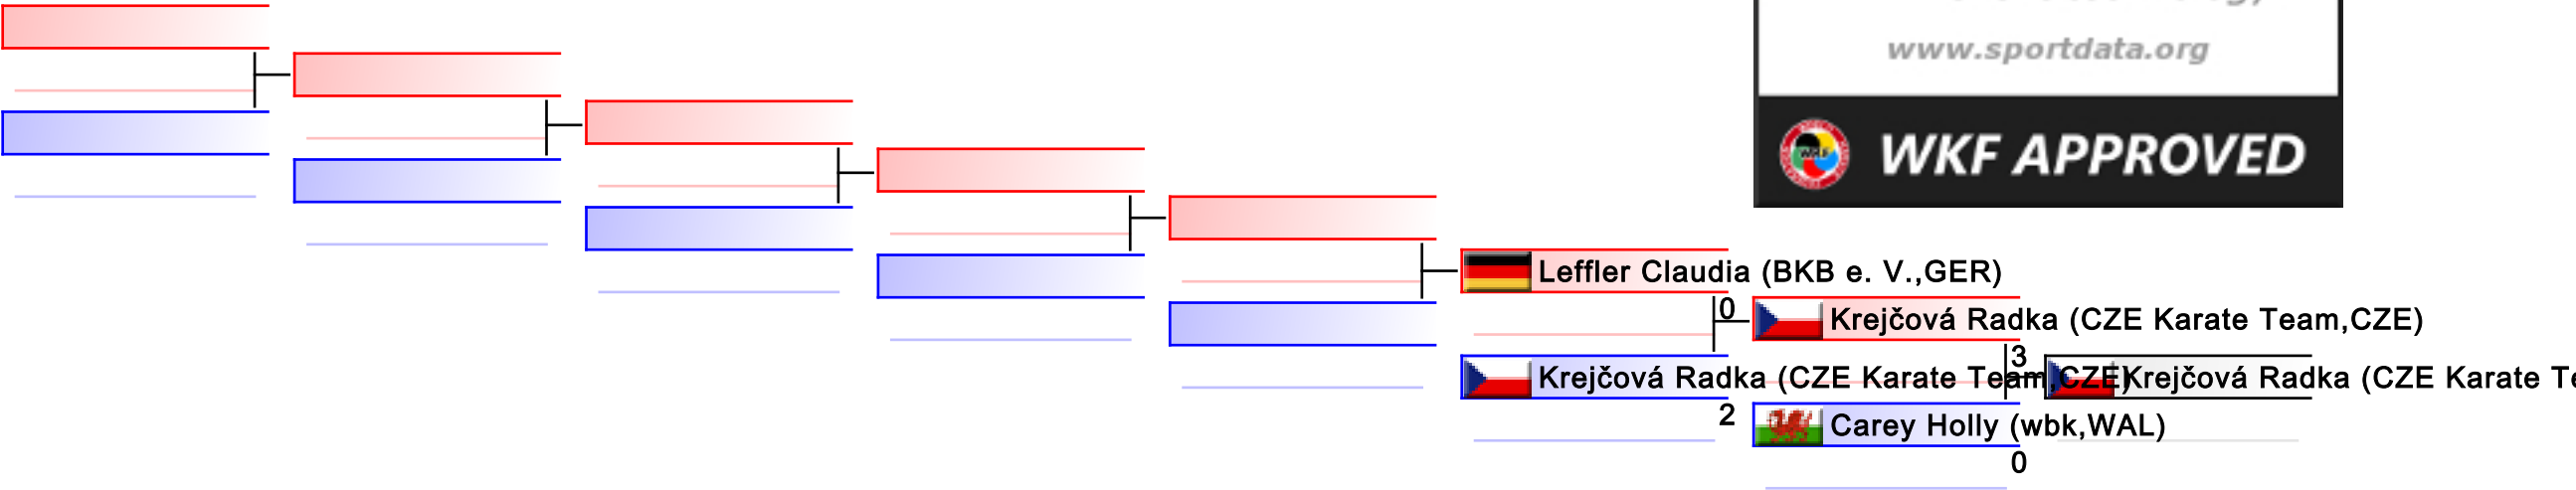 www.sportdata.org
WKF APPROVED
Leffler Claudia (BKB e. V.,GER)
0
Krejčová Radka (CZE Karate Team,CZE)
3
Krejčová Radka (CZE Karate Team,CZE)
Krejčová Radka (CZE Karate
2
Carey Holly (wbk,WAL)
0